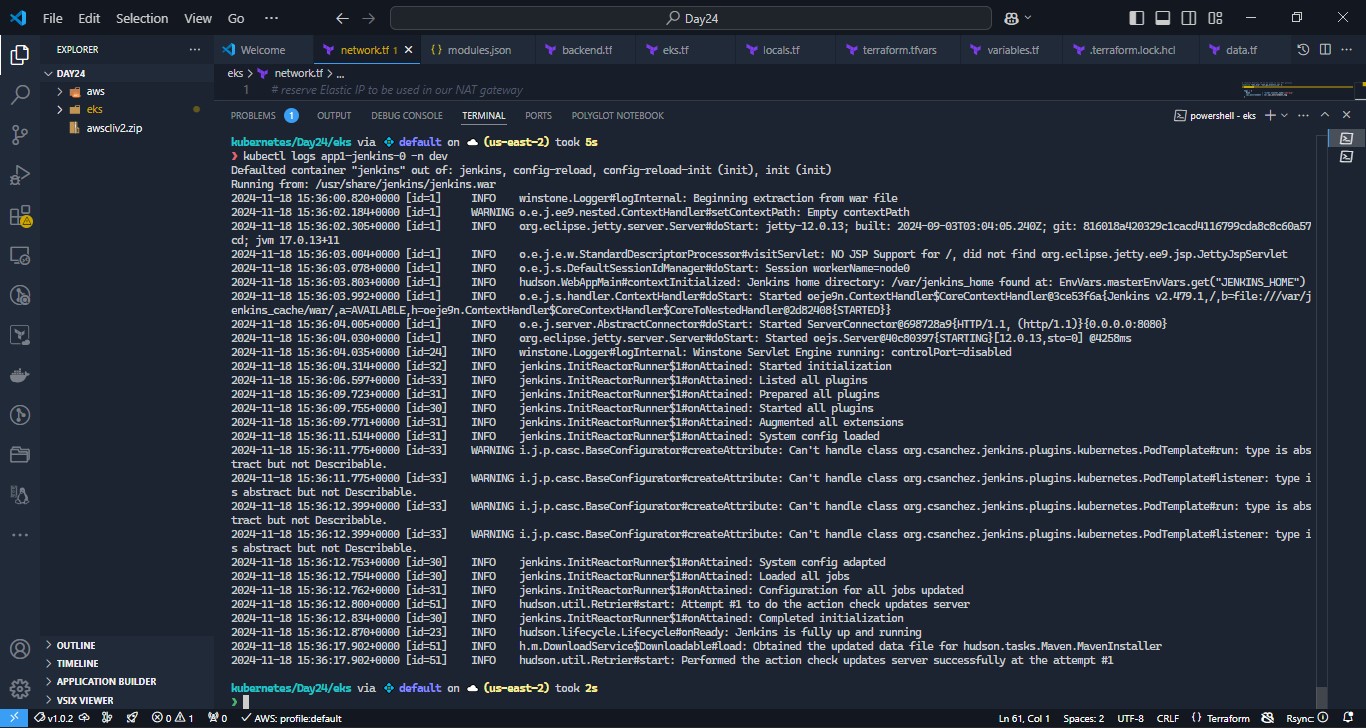 File Edit Selection View Go ··· Day24
EXPLORER ···
DAY24
aws
eks
awscliv2.zip
OUTLINE
TIMELINE
APPLICATION BUILDER
VSIX VIEWER
Welcome network.tf 1 modules.json backend.tf eks.tf locals.tf terraform.tfvars variables.tf .terraform.lock.hcl data.tf
eks > network.tf > ...
1 # reserve Elastic IP to be used in our NAT gateway
PROBLEMS 1 OUTPUT DEBUG CONSOLE TERMINAL PORTS POLYGLOT NOTEBOOK powershell - eks
kubernetes/Day24/eks via default on (us-east-2) took 5s
❯ kubectl logs app1-jenkins-0 -n dev
Defaulted container "jenkins" out of: jenkins, config-reload, config-reload-init (init), init (init)
Running from: /usr/share/jenkins/jenkins.war
2024-11-18 15:36:00.820+0000 [id=1] INFO winstone.Logger#logInternal: Beginning extraction from war file
2024-11-18 15:36:02.184+0000 [id=1] WARNING o.e.j.ee9.nested.ContextHandler#setContextPath: Empty contextPath
2024-11-18 15:36:02.305+0000 [id=1] INFO org.eclipse.jetty.server.Server#doStart: jetty-12.0.13; built: 2024-09-03T03:04:05.240Z; git: 816018a420329c1cacd4116799cda8c8c60a57
cd; jvm 17.0.13+11
2024-11-18 15:36:03.004+0000 [id=1] INFO o.e.j.e.w.StandardDescriptorProcessor#visitServlet: NO JSP Support for /, did not find org.eclipse.jetty.ee9.jsp.JettyJspServlet
2024-11-18 15:36:03.078+0000 [id=1] INFO o.e.j.s.DefaultSessionIdManager#doStart: Session workerName=node0
2024-11-18 15:36:03.803+0000 [id=1] INFO hudson.WebAppMain#contextInitialized: Jenkins home directory: /var/jenkins_home found at: EnvVars.masterEnvVars.get("JENKINS_HOME")
2024-11-18 15:36:03.992+0000 [id=1] INFO o.e.j.s.handler.ContextHandler#doStart: Started oeje9n.ContextHandler$CoreContextHandler@3ce53f6a{Jenkins v2.479.1,/,b=file:///var/j
enkins_cache/war/,a=AVAILABLE,h=oeje9n.ContextHandler$CoreContextHandler$CoreToNestedHandler@2d82408{STARTED}}
2024-11-18 15:36:04.005+0000 [id=1] INFO o.e.j.server.AbstractConnector#doStart: Started ServerConnector@698728a9{HTTP/1.1, (http/1.1)}{0.0.0.0:8080}
2024-11-18 15:36:04.030+0000 [id=1] INFO org.eclipse.jetty.server.Server#doStart: Started oejs.Server@40c80397{STARTING}[12.0.13,sto=0] @4258ms
2024-11-18 15:36:04.035+0000 [id=24] INFO winstone.Logger#logInternal: Winstone Servlet Engine running: controlPort=disabled
2024-11-18 15:36:04.314+0000 [id=32] INFO jenkins.InitReactorRunner$1#onAttained: Started initialization
2024-11-18 15:36:06.597+0000 [id=33] INFO jenkins.InitReactorRunner$1#onAttained: Listed all plugins
2024-11-18 15:36:09.723+0000 [id=31] INFO jenkins.InitReactorRunner$1#onAttained: Prepared all plugins
2024-11-18 15:36:09.755+0000 [id=30] INFO jenkins.InitReactorRunner$1#onAttained: Started all plugins
2024-11-18 15:36:09.771+0000 [id=31] INFO jenkins.InitReactorRunner$1#onAttained: Augmented all extensions
2024-11-18 15:36:11.514+0000 [id=31] INFO jenkins.InitReactorRunner$1#onAttained: System config loaded
2024-11-18 15:36:11.775+0000 [id=33] WARNING i.j.p.casc.BaseConfigurator#createAttribute: Can't handle class org.csanchez.jenkins.plugins.kubernetes.PodTemplate#run: type is abs
tract but not Describable.
2024-11-18 15:36:11.775+0000 [id=33] WARNING i.j.p.casc.BaseConfigurator#createAttribute: Can't handle class org.csanchez.jenkins.plugins.kubernetes.PodTemplate#listener: type i
s abstract but not Describable.
2024-11-18 15:36:12.399+0000 [id=33] WARNING i.j.p.casc.BaseConfigurator#createAttribute: Can't handle class org.csanchez.jenkins.plugins.kubernetes.PodTemplate#run: type is abs
tract but not Describable.
2024-11-18 15:36:12.399+0000 [id=33] WARNING i.j.p.casc.BaseConfigurator#createAttribute: Can't handle class org.csanchez.jenkins.plugins.kubernetes.PodTemplate#listener: type i
s abstract but not Describable.
2024-11-18 15:36:12.753+0000 [id=30] INFO jenkins.InitReactorRunner$1#onAttained: System config adapted
2024-11-18 15:36:12.754+0000 [id=30] INFO jenkins.InitReactorRunner$1#onAttained: Loaded all jobs
2024-11-18 15:36:12.762+0000 [id=31] INFO jenkins.InitReactorRunner$1#onAttained: Configuration for all jobs updated
2024-11-18 15:36:12.800+0000 [id=51] INFO hudson.util.Retrier#start: Attempt #1 to do the action check updates server
2024-11-18 15:36:12.834+0000 [id=30] INFO jenkins.InitReactorRunner$1#onAttained: Completed initialization
2024-11-18 15:36:12.870+0000 [id=23] INFO hudson.lifecycle.Lifecycle#onReady: Jenkins is fully up and running
2024-11-18 15:36:17.902+0000 [id=51] INFO h.m.DownloadService$Downloadable#load: Obtained the updated data file for hudson.tasks.Maven.MavenInstaller
2024-11-18 15:36:17.902+0000 [id=51] INFO hudson.util.Retrier#start: Performed the action check updates server successfully at the attempt #1
kubernetes/Day24/eks via default on (us-east-2) took 2s
❯
v1.0.2 0 1 0 AWS: profile:default Ln 61, Col 1 Spaces: 2 UTF-8 CRLF {} Terraform Rsync: